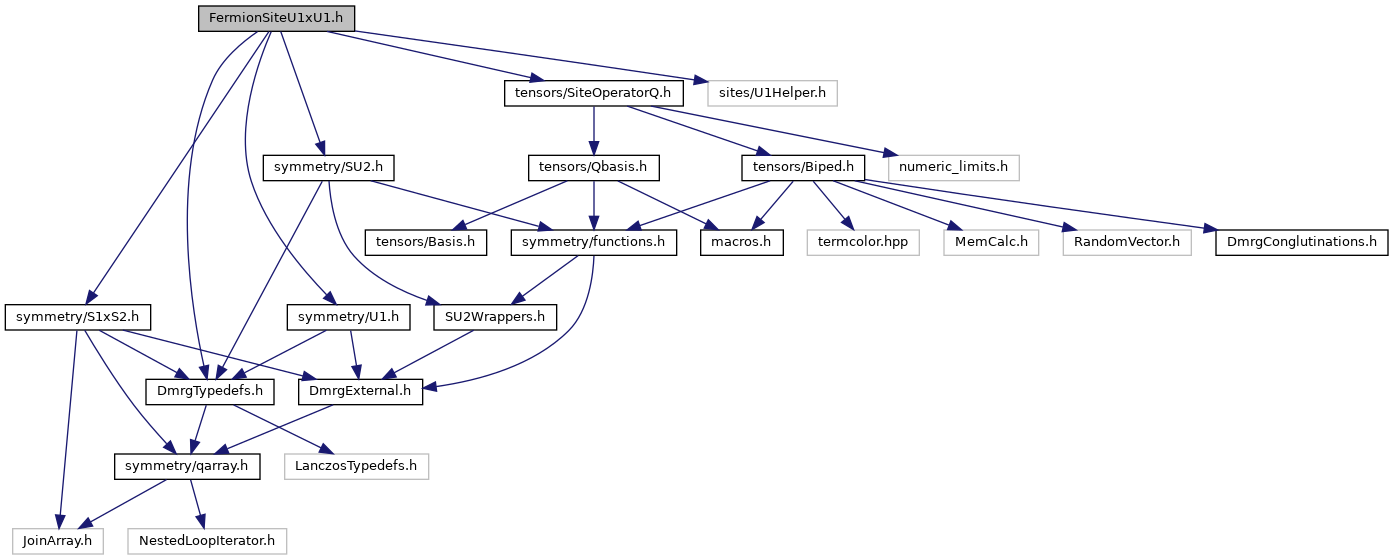 FermionSiteU1xU1.h
tensors/SiteOperatorQ.h
sites/U1Helper.h
symmetry/SU2.h
tensors/Qbasis.h
tensors/Biped.h
numeric_limits.h
tensors/Basis.h
symmetry/functions.h
macros.h
termcolor.hpp
MemCalc.h
RandomVector.h
DmrgConglutinations.h
symmetry/S1xS2.h
symmetry/U1.h
SU2Wrappers.h
DmrgTypedefs.h
DmrgExternal.h
symmetry/qarray.h
LanczosTypedefs.h
JoinArray.h
NestedLoopIterator.h